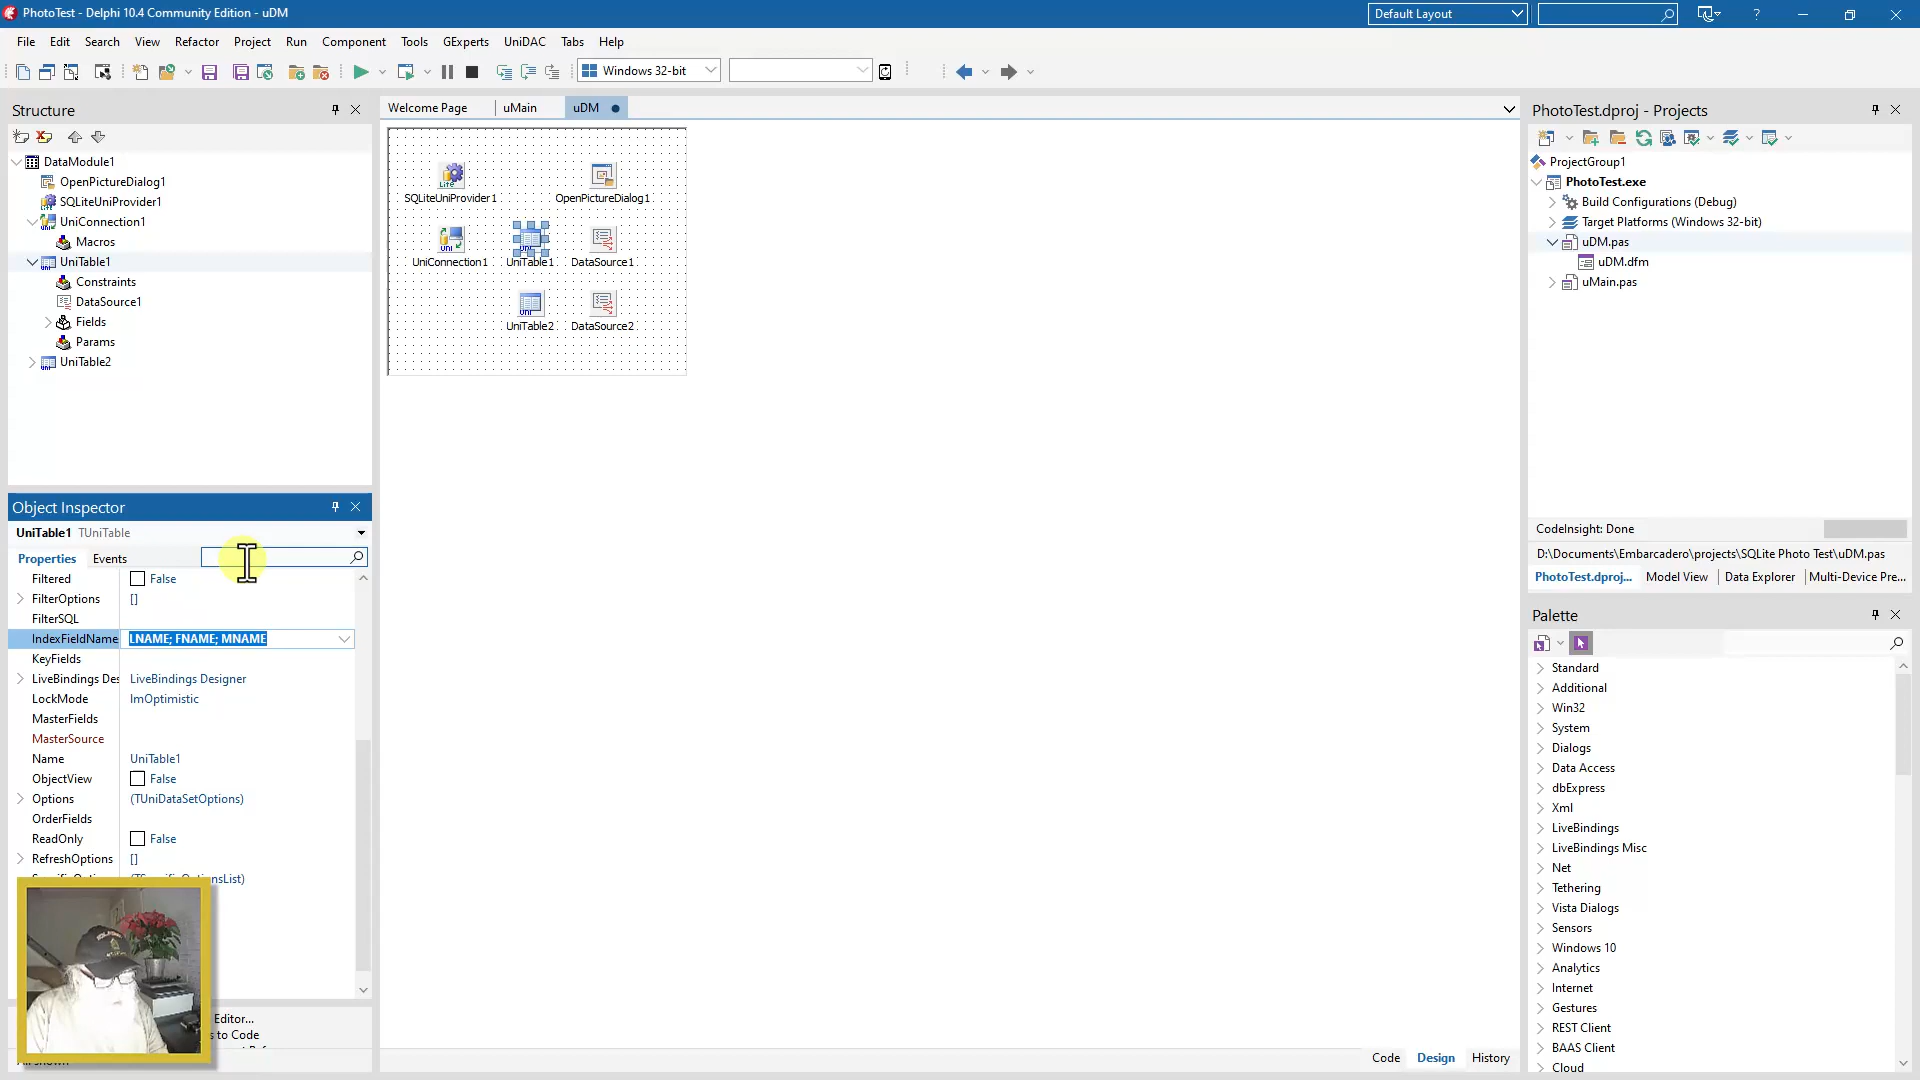 PhotoTest - Delphi 10.4 Community Edition - uDM
Default Layout
File Edit Search View Refactor Project Run Component Tools GExperts UniDAC Tabs Help
Windows 32-bit
Structure
DataModule1
OpenPictureDialog1
SQLiteUniProvider1
UniConnection1
Macros
UniTable1
Constraints
DataSource1
Fields
Params
UniTable2
Welcome Page
uMain
uDM
SQLiteUniProvider1
OpenPictureDialog1
UniConnection1
UniTable1
DataSource1
UniTable2
DataSource2
Object Inspector
UniTable1 TUniTable
Properties Events
Filtered False
FilterOptions []
FilterSQL
IndexFieldName LNAME; FNAME; MNAME
KeyFields
LiveBindings Des LiveBindings Designer
LockMode lmOptimistic
MasterFields
MasterSource
Name UniTable1
ObjectView False
Options (TUniDataSetOptions)
OrderFields
ReadOnly False
RefreshOptions []
Editor...
s to Code
Code Design History
PhotoTest.dproj - Projects
ProjectGroup1
PhotoTest.exe
Build Configurations (Debug)
Target Platforms (Windows 32-bit)
uDM.pas
uDM.dfm
uMain.pas
CodeInsight: Done
D:\Documents\Embarcadero\projects\SQLite Photo Test\uDM.pas
PhotoTest.dproj... Model View Data Explorer Multi-Device Pre...
Palette
Standard
Additional
Win32
System
Dialogs
Data Access
dbExpress
Xml
LiveBindings
LiveBindings Misc
Net
Tethering
Vista Dialogs
Sensors
Windows 10
Analytics
Internet
Gestures
REST Client
BAAS Client
Cloud